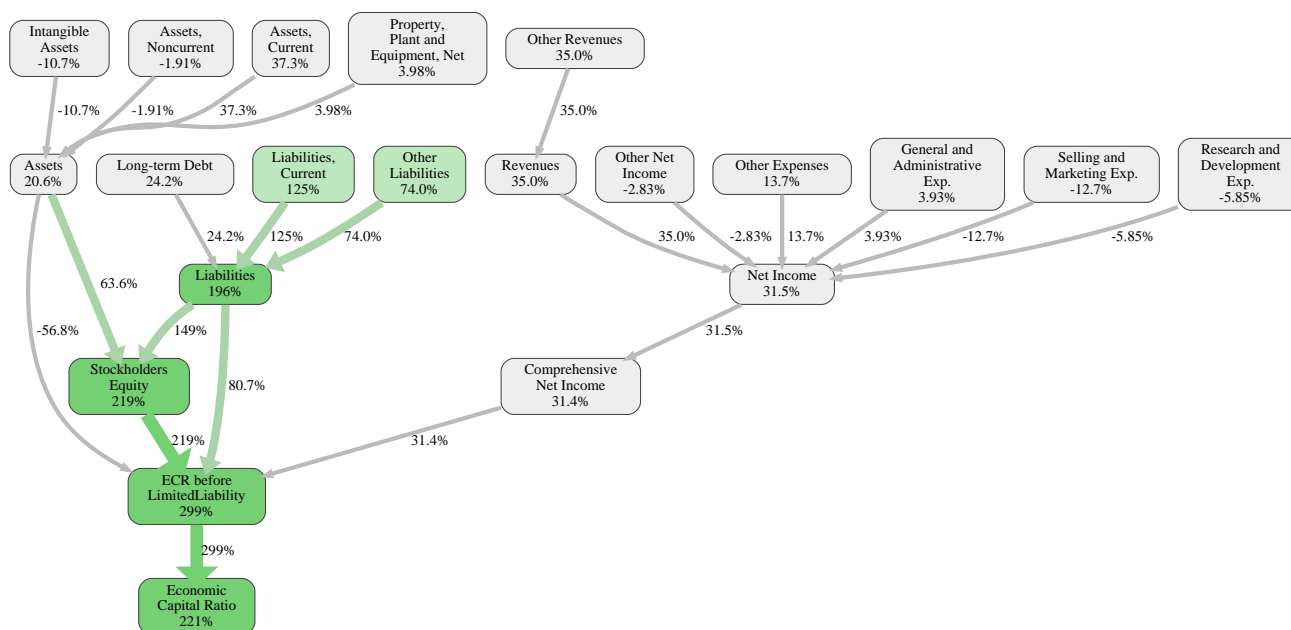 Intangible
Assets
-10.7%
Assets,
Noncurrent
-1.91%
Assets,
Current
37.3%
Property,
Plant and
Equipment, Net
3.98%
Other Revenues
35.0%
-10.7%
-1.91%
37.3%
3.98%
35.0%
Assets
20.6%
Long-term Debt
24.2%
Liabilities,
Current
125%
Other
Liabilities
74.0%
Revenues
35.0%
Other Net
Income
-2.83%
Other Expenses
13.7%
General and
Administrative
Exp.
3.93%
Selling and
Marketing Exp.
-12.7%
Research and
Development
Exp.
-5.85%
24.2%
125%
74.0%
35.0%
-2.83%
13.7%
3.93%
-12.7%
-5.85%
Liabilities
196%
Net Income
31.5%
63.6%
-56.8%
149%
80.7%
31.5%
Stockholders
Equity
219%
Comprehensive
Net Income
31.4%
219%
31.4%
ECR before
LimitedLiability
299%
299%
Economic
Capital Ratio
221%